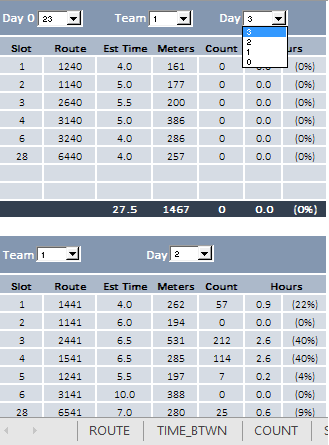 Day 0 23 Team 1 Day 3
3
2
1
0
Slot Route Est Time Meters Count urs
1 1240 4.0 161 0 0.0 (0%)
2 1140 5.0 177 0 0.0 (0%)
3 2640 5.5 200 0 0.0 (0%)
4 3140 5.0 386 0 0.0 (0%)
6 3240 4.0 286 0 0.0 (0%)
28 6440 4.0 257 0 0.0 (0%)
27.5 1467 0 0.0 (0%)
Team 1 Day 2
Slot Route Est Time Meters Count Hours
1 1441 4.0 262 57 0.9 (22%)
2 1141 6.0 194 0 0.0 (0%)
3 2441 6.5 531 212 2.6 (40%)
4 1541 6.5 285 114 2.6 (40%)
5 1241 5.5 197 7 0.2 (4%)
6 3141 10.0 388 0 0.0 (0%)
28 6541 7.0 280 25 0.6 (9%)
ROUTE TIME_BTWN COUNT S